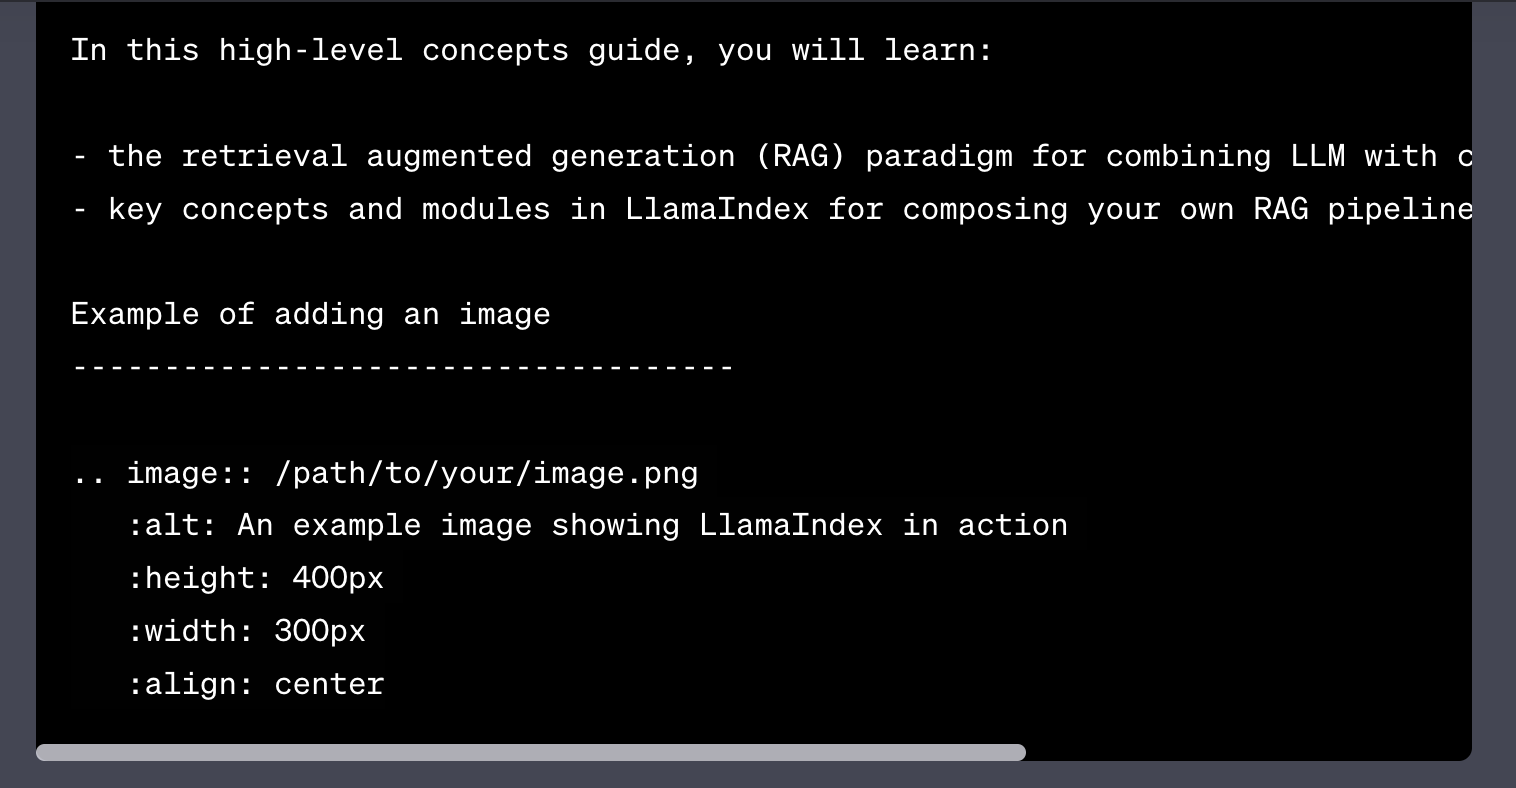 In this high-level concepts guide, you will learn:
- the retrieval augmented generation (RAG) paradigm for combining LLM with
- key concepts and modules in LlamaIndex for composing your own RAG pipeline
Example of adding an image
------------------------------------
.. image:: /path/to/your/image.png
   :alt: An example image showing LlamaIndex in action
   :height: 400px
   :width: 300px
   :align: center